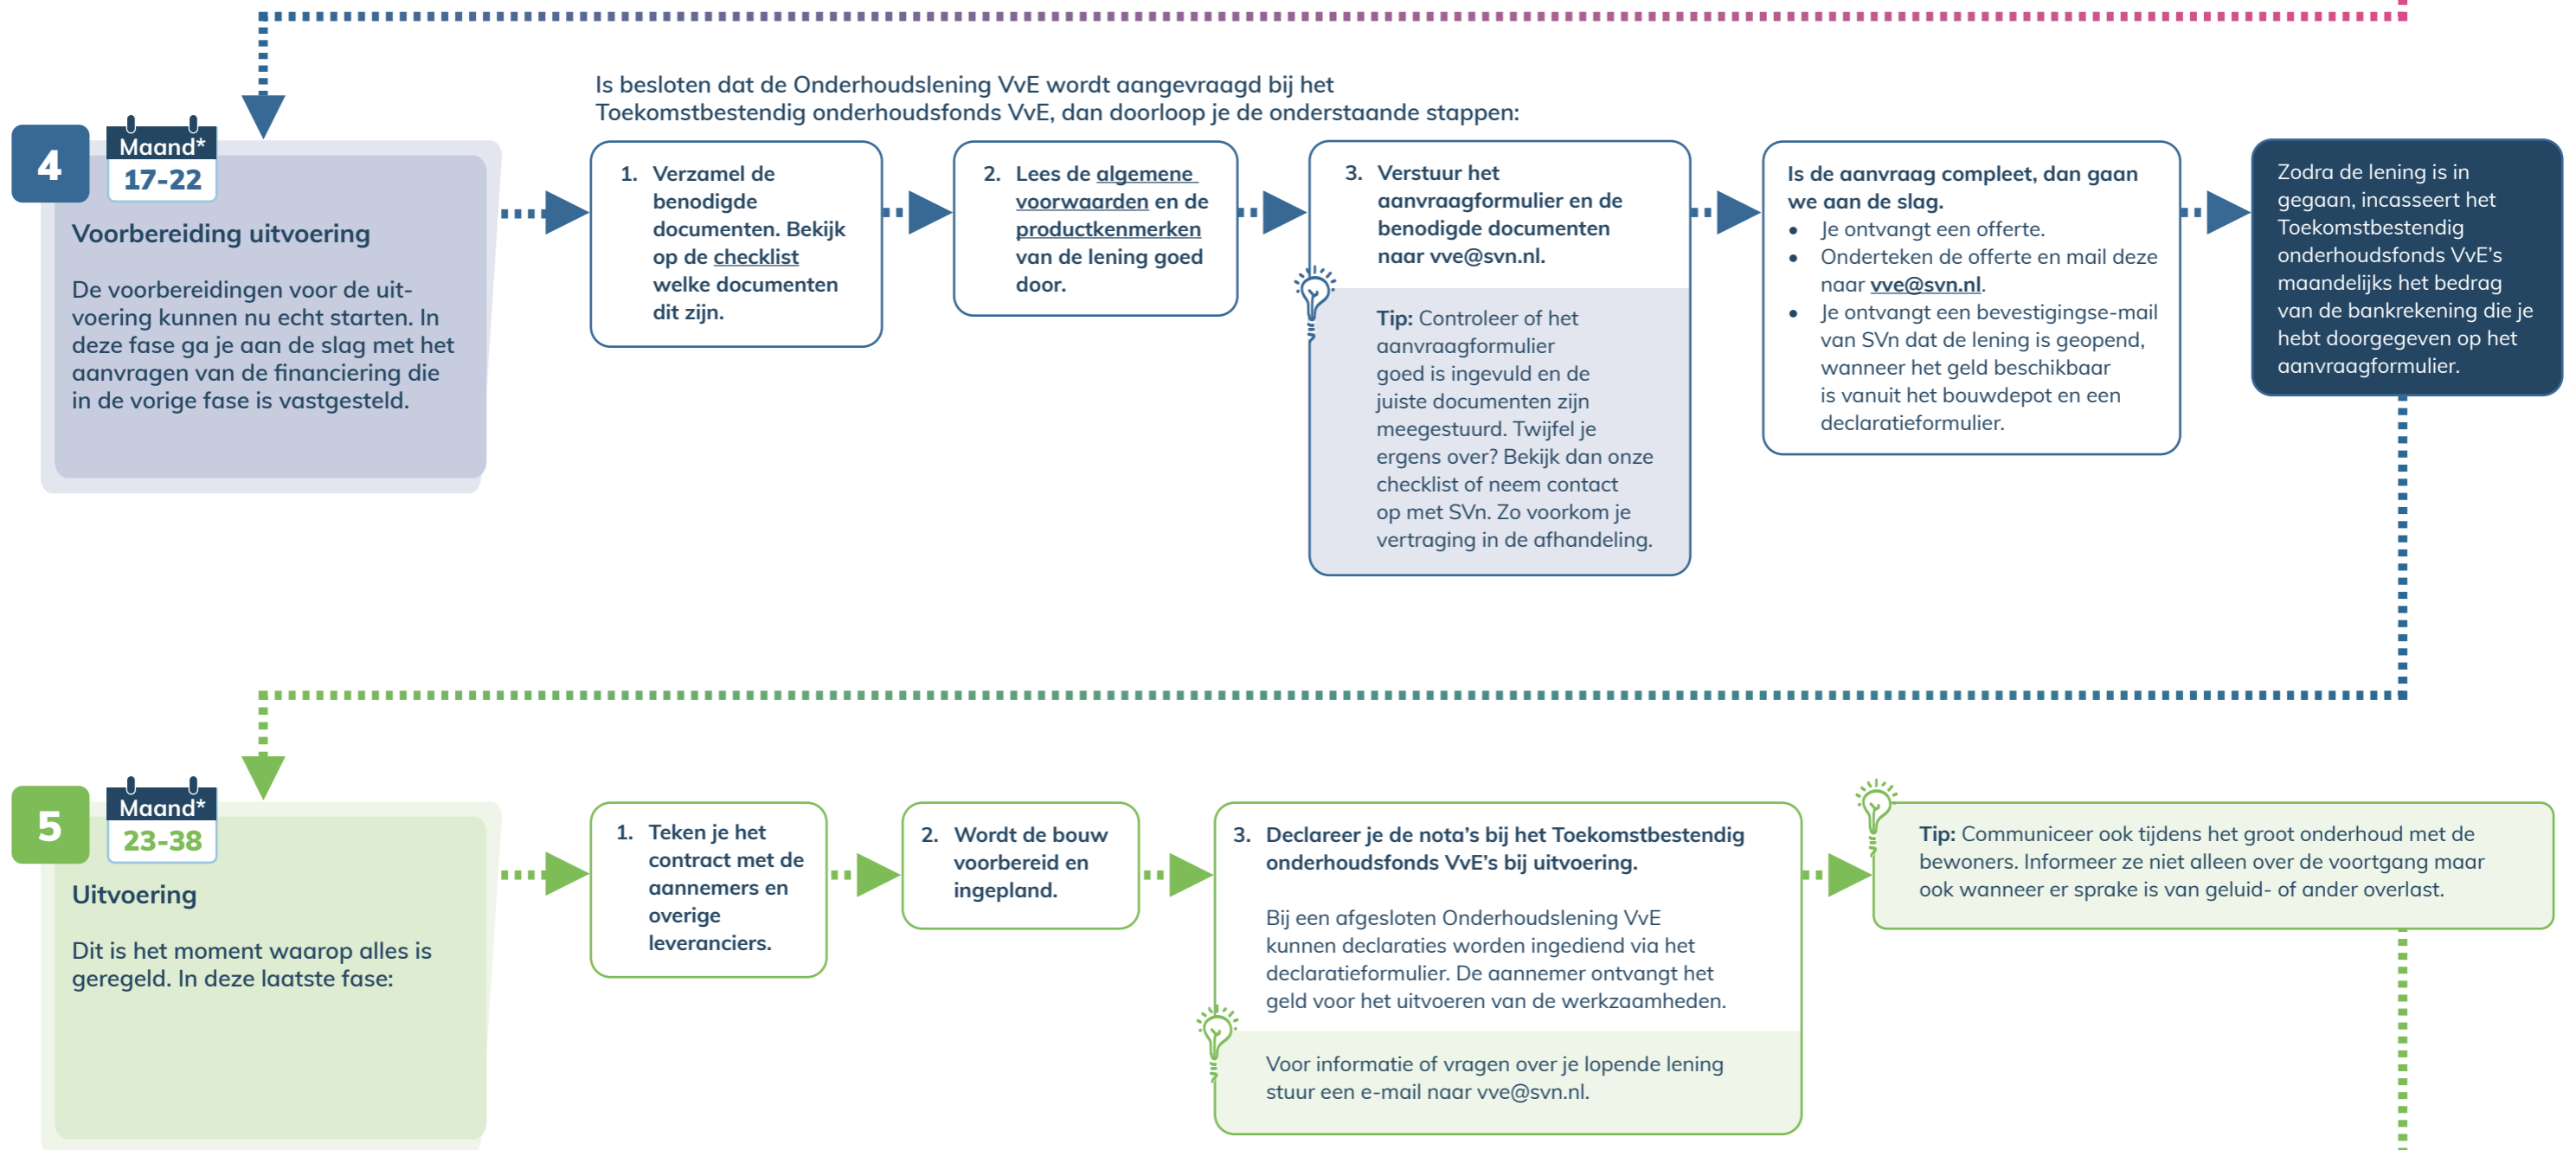 Is besloten dat de Onderhoudslening VvE wordt aangevraagd bij het
Toekomstbestendig onderhoudsfonds VvE, dan doorloop je de onderstaande stappen:
4
Maand*
17-22
Voorbereiding uitvoering
De voorbereidingen voor de uit-
voering kunnen nu echt starten. In
deze fase ga je aan de slag met het
aanvragen van de financiering die
in de vorige fase is vastgesteld.
1. Verzamel de
benodigde
documenten. Bekijk
op de checklist
welke documenten
dit zijn.
2. Lees de algemene
voorwaarden en de
productkenmerken
van de lening goed
door.
3. Verstuur het
aanvraagformulier en de
benodigde documenten
naar vve@svn.nl.
Tip: Controleer of het
aanvraagformulier
goed is ingevuld en de
juiste documenten zijn
meegestuurd. Twijfel je
ergens over? Bekijk dan onze
checklist of neem contact
op met SVn. Zo voorkom je
vertraging in de afhandeling.
Is de aanvraag compleet, dan gaan
we aan de slag.
• Je ontvangt een offerte.
• Onderteken de offerte en mail deze
naar vve@svn.nl.
• Je ontvangt een bevestigingse-mail
van SVn dat de lening is geopend,
wanneer het geld beschikbaar
is vanuit het bouwdepot en een
declaratieformulier.
Zodra de lening is in
gegaan, incasseert het
Toekomstbestendig
onderhoudsfonds VvE's
maandelijks het bedrag
van de bankrekening die je
hebt doorgegeven op het
aanvraagformulier.
5
Maand*
23-38
Uitvoering
Dit is het moment waarop alles is
geregeld. In deze laatste fase:
1. Teken je het
contract met de
aannemers en
overige
leveranciers.
2. Wordt de bouw
voorbereid en
ingepland.
3. Declareer je de nota's bij het Toekomstbestendig
onderhoudsfonds VvE's bij uitvoering.
Bij een afgesloten Onderhoudslening VvE
kunnen declaraties worden ingediend via het
declaratieformulier. De aannemer ontvangt het
geld voor het uitvoeren van de werkzaamheden.
Voor informatie of vragen over je lopende lening
stuur een e-mail naar vve@svn.nl.
Tip: Communiceer ook tijdens het groot onderhoud met de
bewoners. Informeer ze niet alleen over de voortgang maar
ook wanneer er sprake is van geluid- of ander overlast.